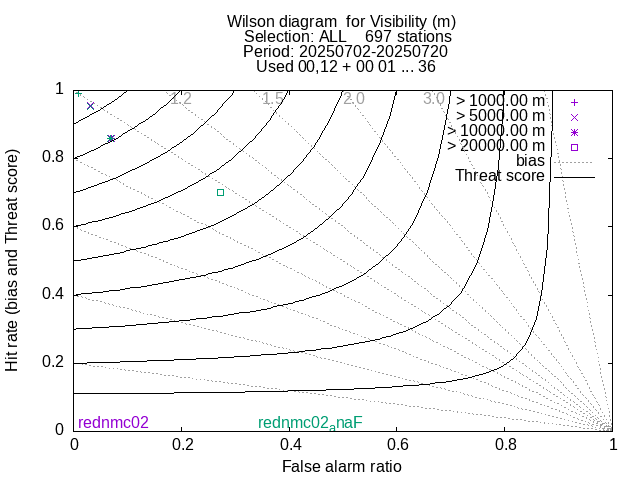 Wilson diagram  for Visibility (m)
Selection: ALL    697 stations
Period: 20250702-20250720
Used 00,12 + 00 01 ... 36
1 1.2 1.5 2.0 3.0
> 1000.00 m
> 5000.00 m
> 10000.00 m
> 20000.00 m
bias
Threat score
0.8
0.6
0.4
0.2
0
Hit rate (bias and Threat score)
rednmc02 rednmc02anaF
0 0.2 0.4 0.6 0.8 1
False alarm ratio